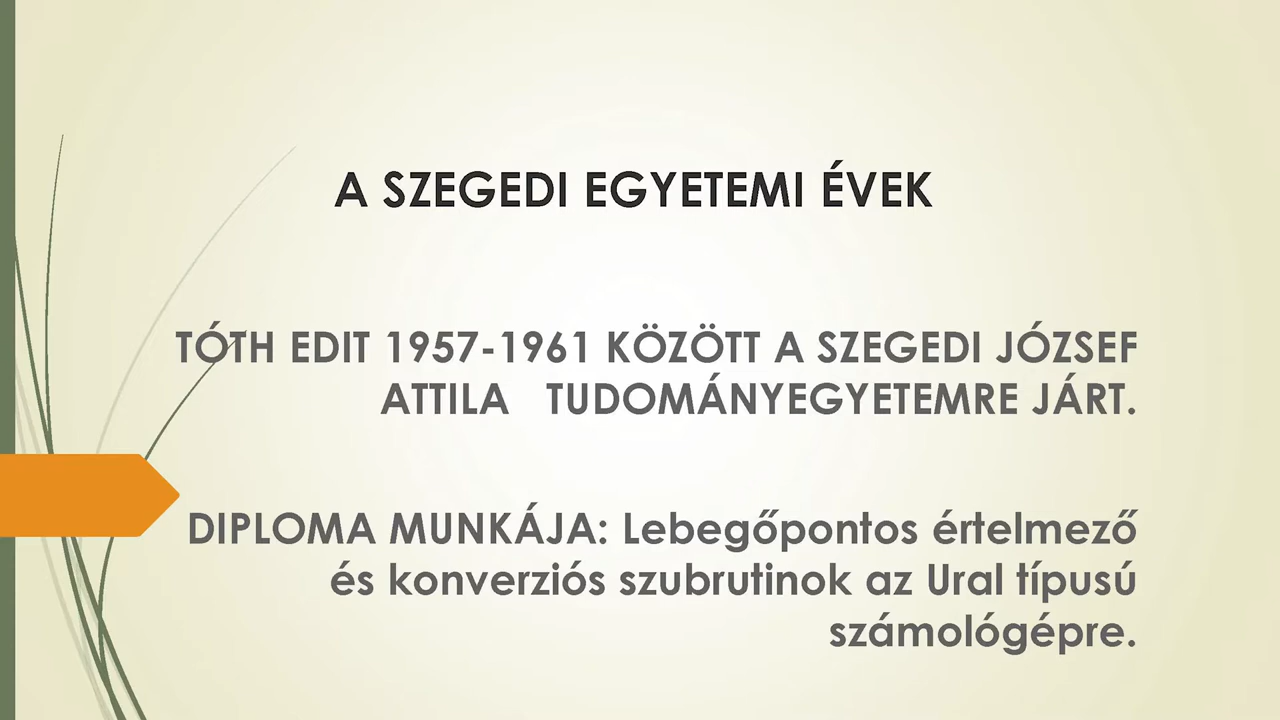 A SZEGEDI EGYETEMI ÉVEK
TÓTH EDIT 1957-1961 KÖZÖTT A SZEGEDI JÓZSEF
ATTILA TUDOMÁNYEGYETEMRE JÁRT.
DIPLOMA MUNKÁJA: Lebegőpontos értelmező
és konverziós szubrutinok az Ural típusú
számológépre.